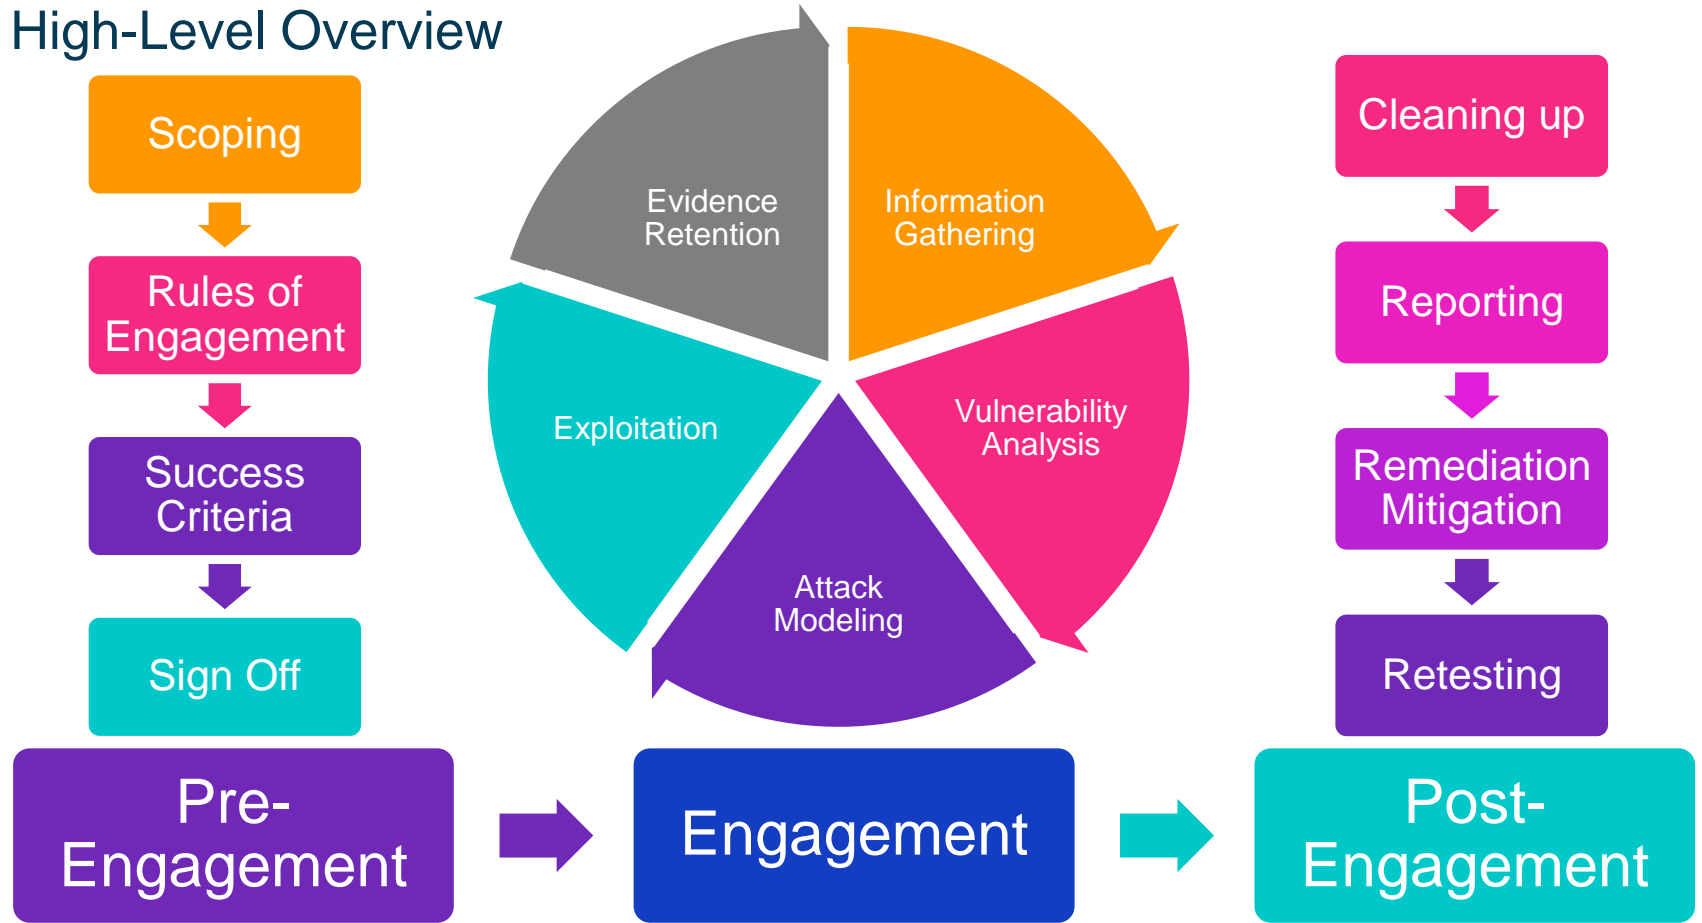 High-Level Overview
Scoping
Rules of
Engagement
Success
Criteria
Sign Off
Pre-
Engagement
Information
Gathering
Vulnerability
Analysis
Attack
Modeling
Exploitation
Evidence
Retention
Engagement
Cleaning up
Reporting
Remediation
Mitigation
Retesting
Post-
Engagement